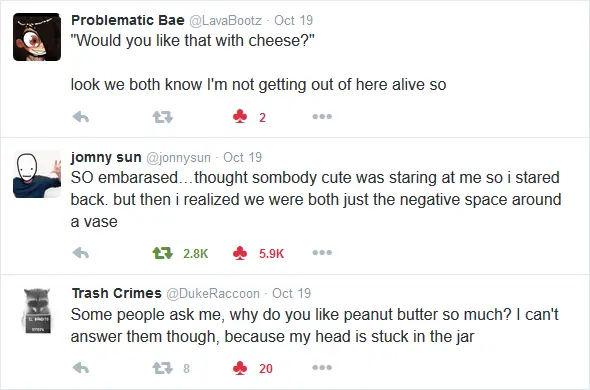 Problematic Bae @LavaBootz · Oct 19
"Would you like that with cheese?"
look we both know I'm not getting out of here alive so
2
jomny sun @jonnysun · Oct 19
SO embarased…thought sombody cute was staring at me so i stared
back. but then i realized we were both just the negative space around
a vase
2.8K 5.9K
Trash Crimes @DukeRaccoon · Oct 19
Some people ask me, why do you like peanut butter so much? I can't
answer them though, because my head is stuck in the jar
8 20